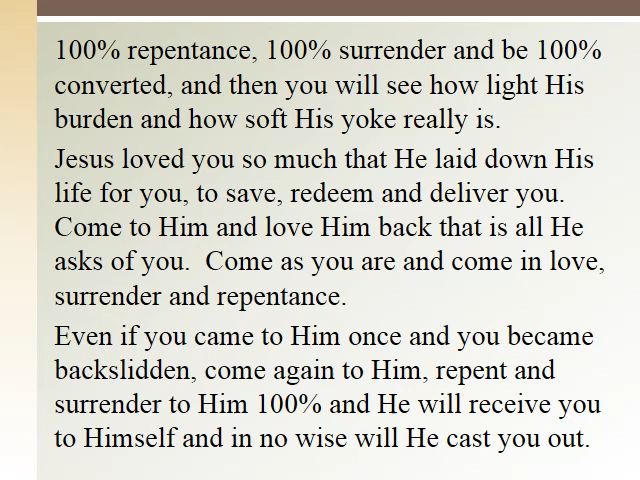 100% repentance, 100% surrender and be 100%
converted, and then you will see how light His
burden and how soft His yoke really is.
Jesus loved you so much that He laid down His
life for you, to save, redeem and deliver you.
Come to Him and love Him back that is all He
asks of you.  Come as you are and come in love,
surrender and repentance.
Even if you came to Him once and you became
backslidden, come again to Him, repent and
surrender to Him 100% and He will receive you
to Himself and in no wise will He cast you out.